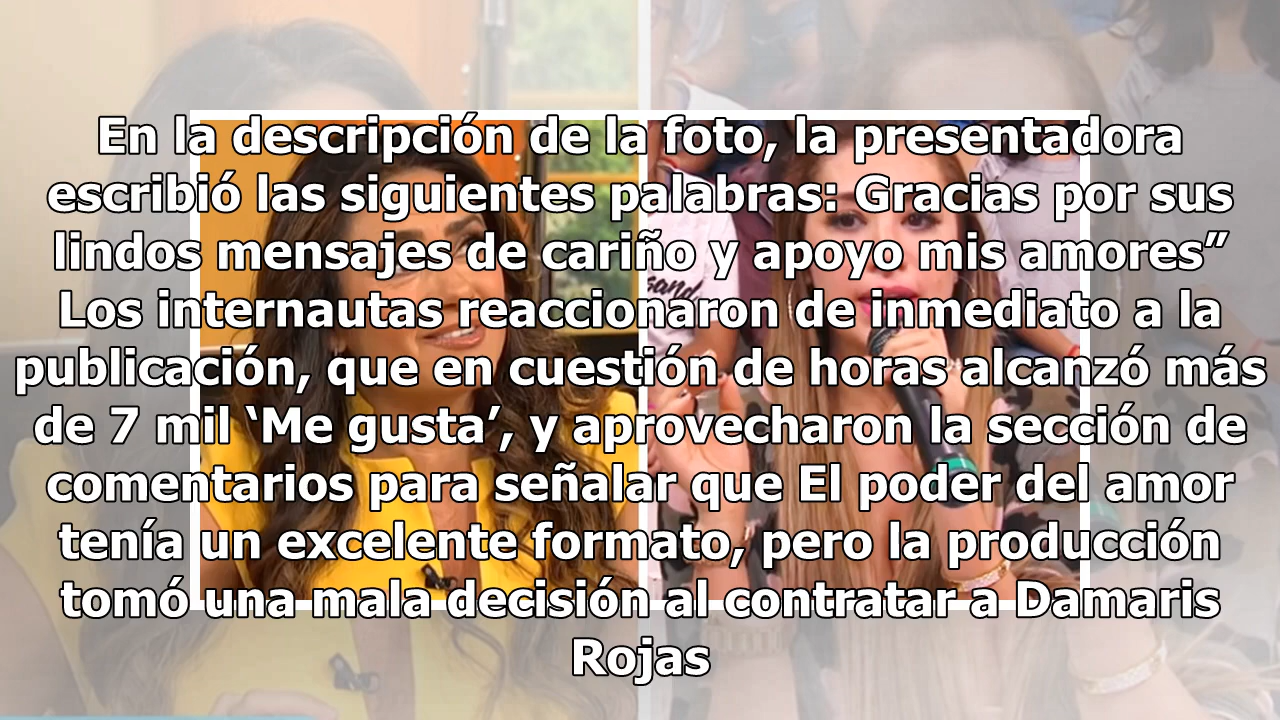 En la descripción de la foto, la presentadora
escribió las siguientes palabras: Gracias por sus
lindos mensajes de cariño y apoyo mis amores”
Los internautas reaccionaron de inmediato a la
publicación, que en cuestión de horas alcanzó más
de 7 mil ‘Me gusta’, y aprovecharon la sección de
comentarios para señalar que El poder del amor
tenía un excelente formato, pero la producción
tomó una mala decisión al contratar a Damaris
Rojas